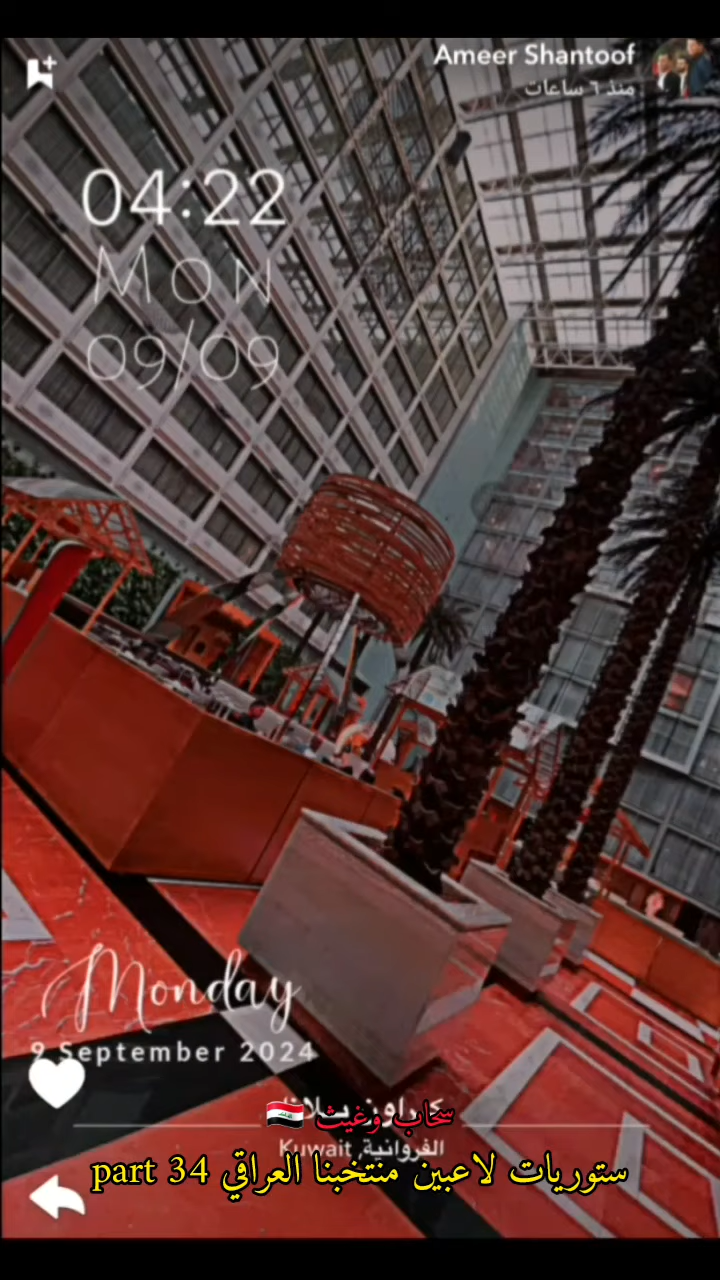 Ameer Shantoof
منذ ٦ ساعات
04:22
MON
09/09
Monday
9 September 2024
سحاب وغيث 🇮🇶
الفروانية, Kuwait
ستوريات لاعبين منتخبنا العراقي part 34